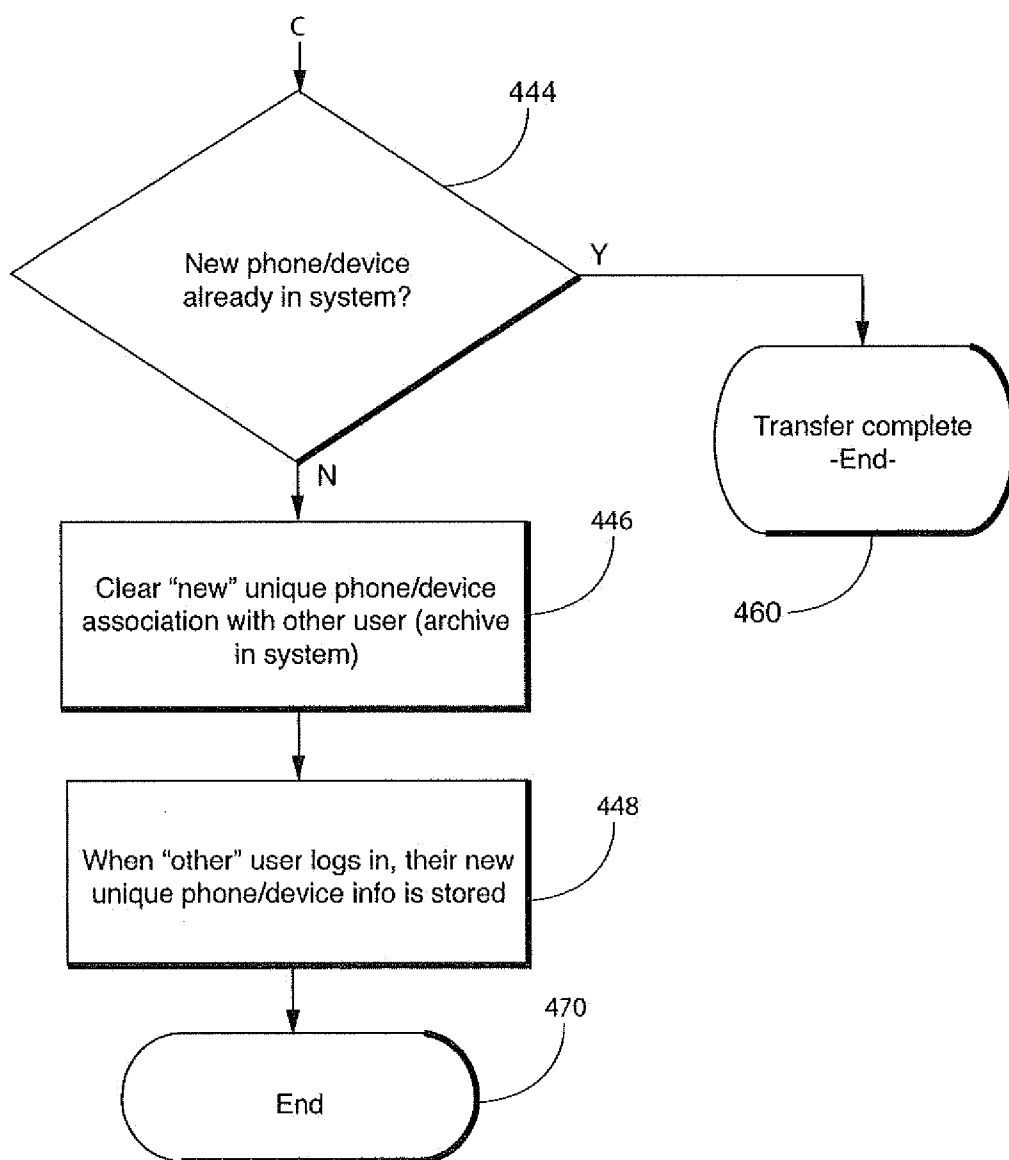 C
444
New phone/device
already in system?
Y
N
Transfer complete
-End-
460
446
Clear “new” unique phone/device
association with other user (archive
in system)
448
When “other” user logs in, their new
unique phone/device info is stored
470
End